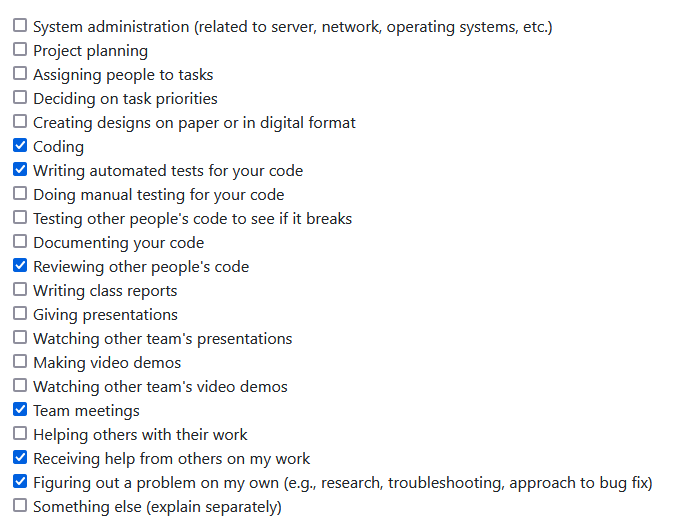 System administration (related to server, network, operating systems, etc.)
Project planning
Assigning people to tasks
Deciding on task priorities
Creating designs on paper or in digital format
Coding
Writing automated tests for your code
Doing manual testing for your code
Testing other people's code to see if it breaks
Documenting your code
Reviewing other people's code
Writing class reports
Giving presentations
Watching other team's presentations
Making video demos
Watching other team's video demos
Team meetings
Helping others with their work
Receiving help from others on my work
Figuring out a problem on my own (e.g., research, troubleshooting, approach to bug fix)
Something else (explain separately)